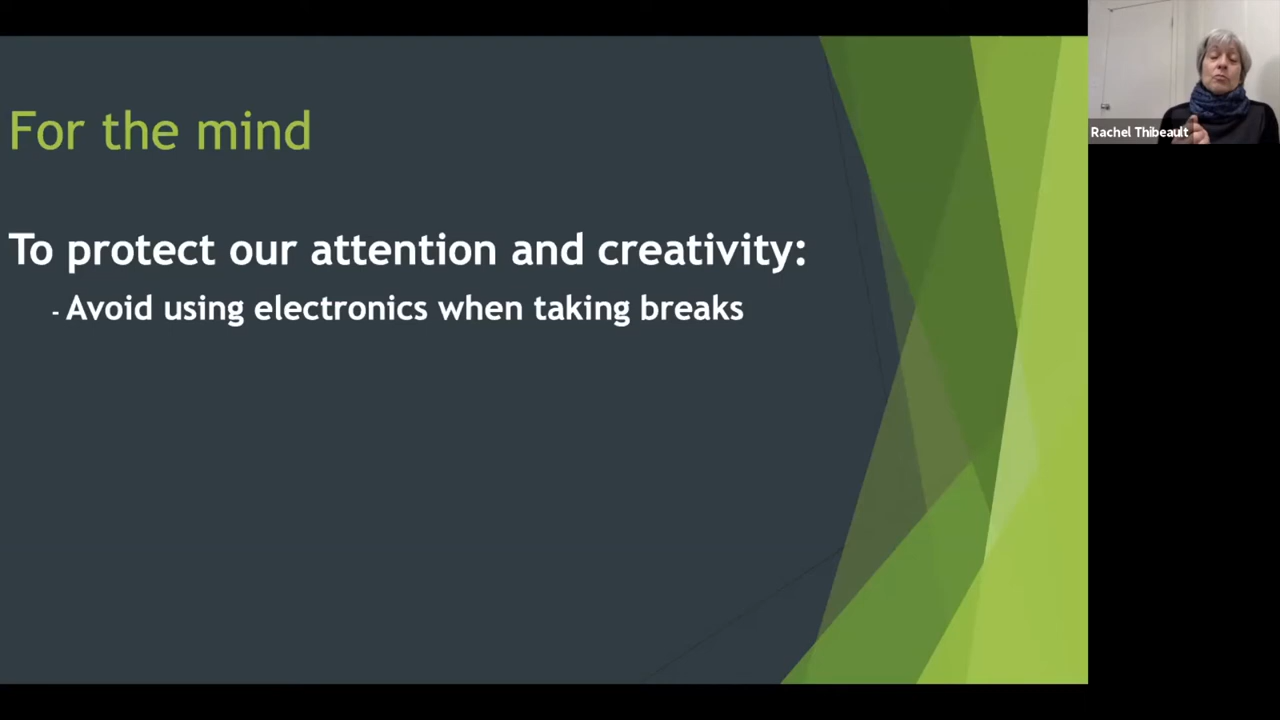 For the mind
To protect our attention and creativity:
- Avoid using electronics when taking breaks
Rachel Thibeault